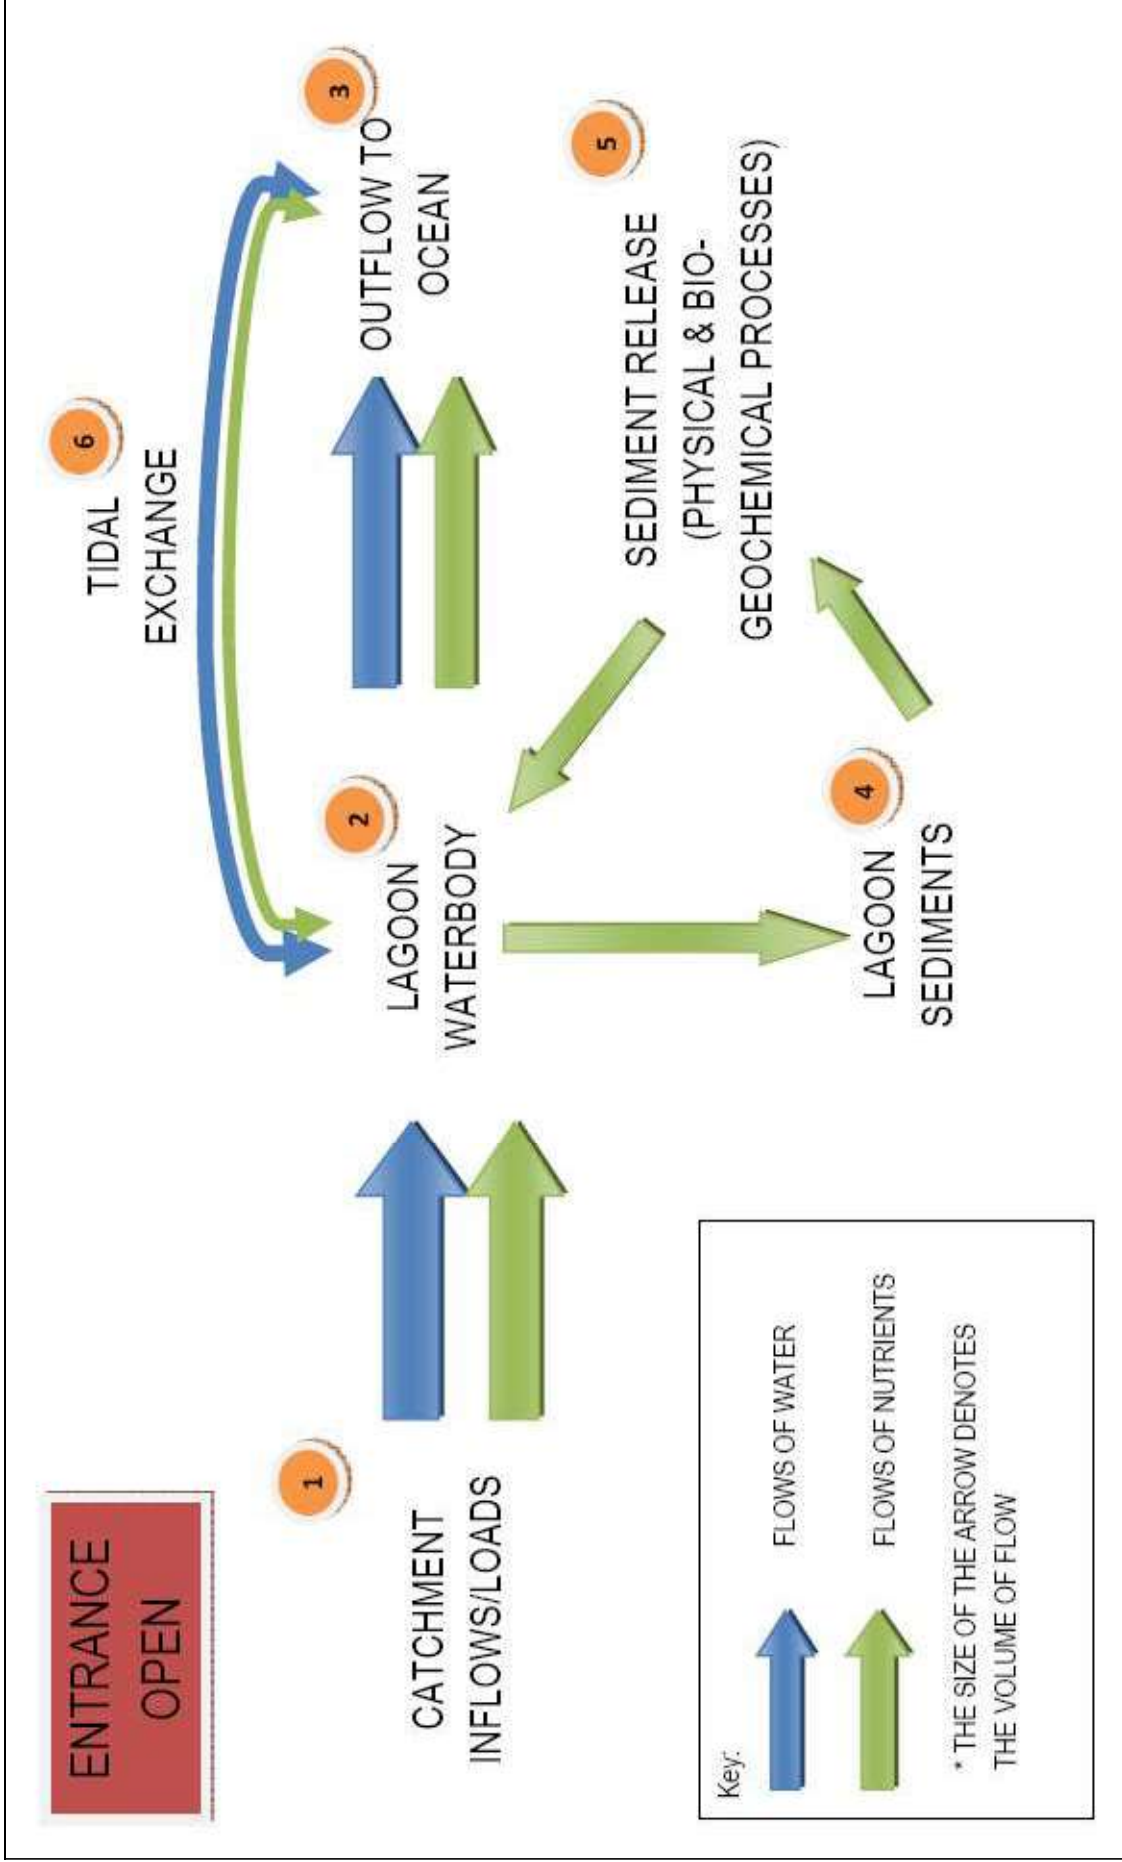 ENTRANCE
OPEN
6
TIDAL
EXCHANGE
1
CATCHMENT
INFLOWS/LOADS
2
LAGOON
WATERBODY
3
OUTFLOW TO
OCEAN
5
SEDIMENT RELEASE
(PHYSICAL & BIO-
GEOCHEMICAL PROCESSES)
4
LAGOON
SEDIMENTS
Key:
FLOWS OF WATER
FLOWS OF NUTRIENTS
* THE SIZE OF THE ARROW DENOTES
THE VOLUME OF FLOW